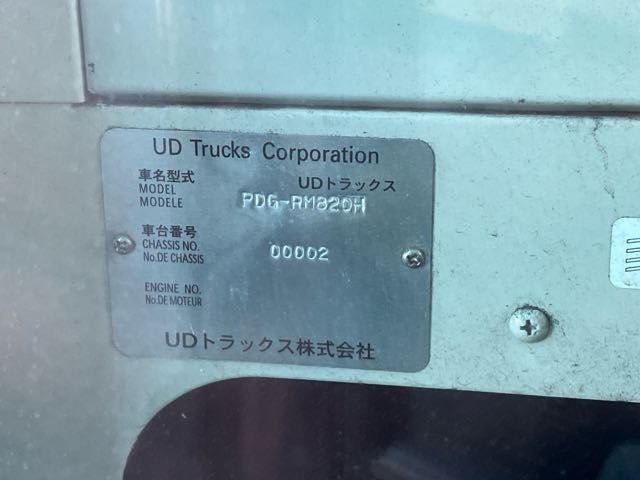 UD Trucks Corporation
車名型式 UDトラックス
MODEL
MODELE PDG-RM820H
車台番号
CHASSIS NO. 00002
No.DE CHASSIS
ENGINE NO.
No.DE MOTEUR
UDトラックス株式会社